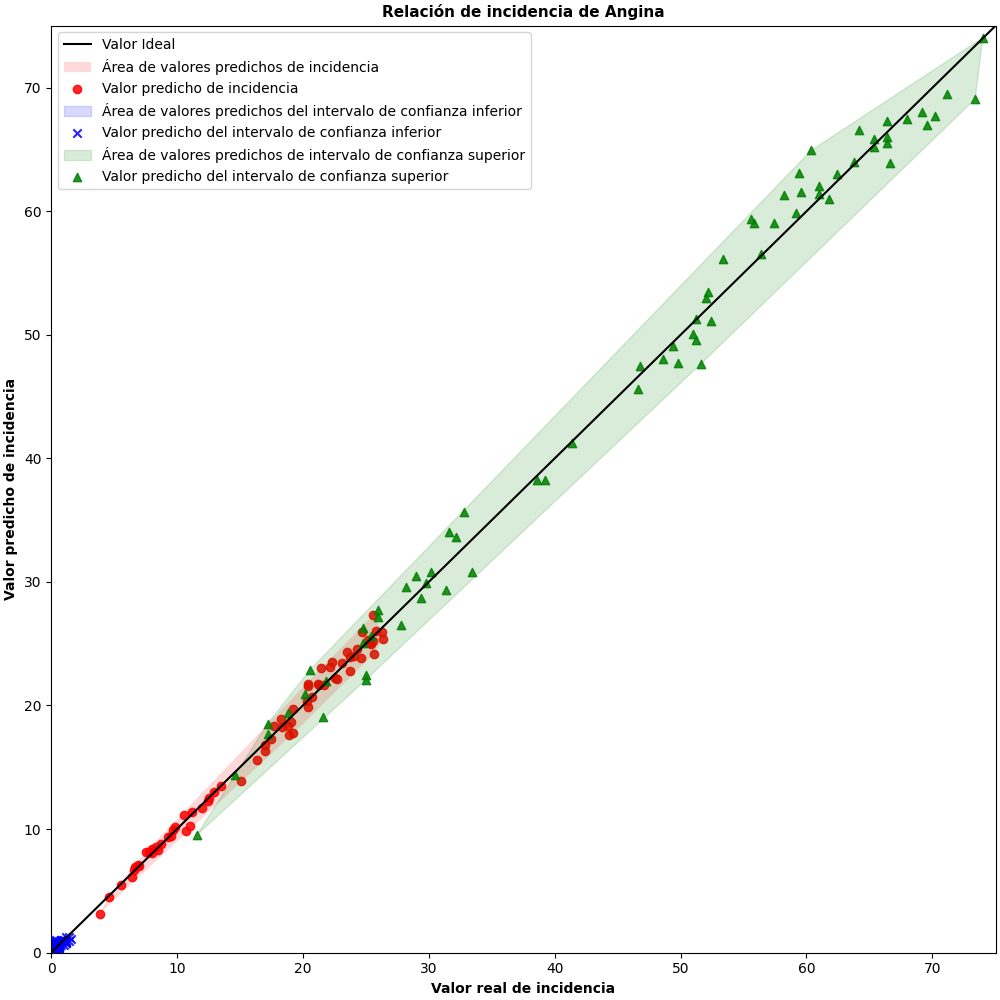 Relación de incidencia de Angina
Valor Ideal
Área de valores predichos de incidencia
Valor predicho de incidencia
Área de valores predichos del intervalo de confianza inferior
Valor predicho del intervalo de confianza inferior
Área de valores predichos de intervalo de confianza superior
Valor predicho del intervalo de confianza superior
Valor predicho de incidencia
70
60
50
40
30
20
10
0
0 10 20 30 40 50 60 70
Valor real de incidencia